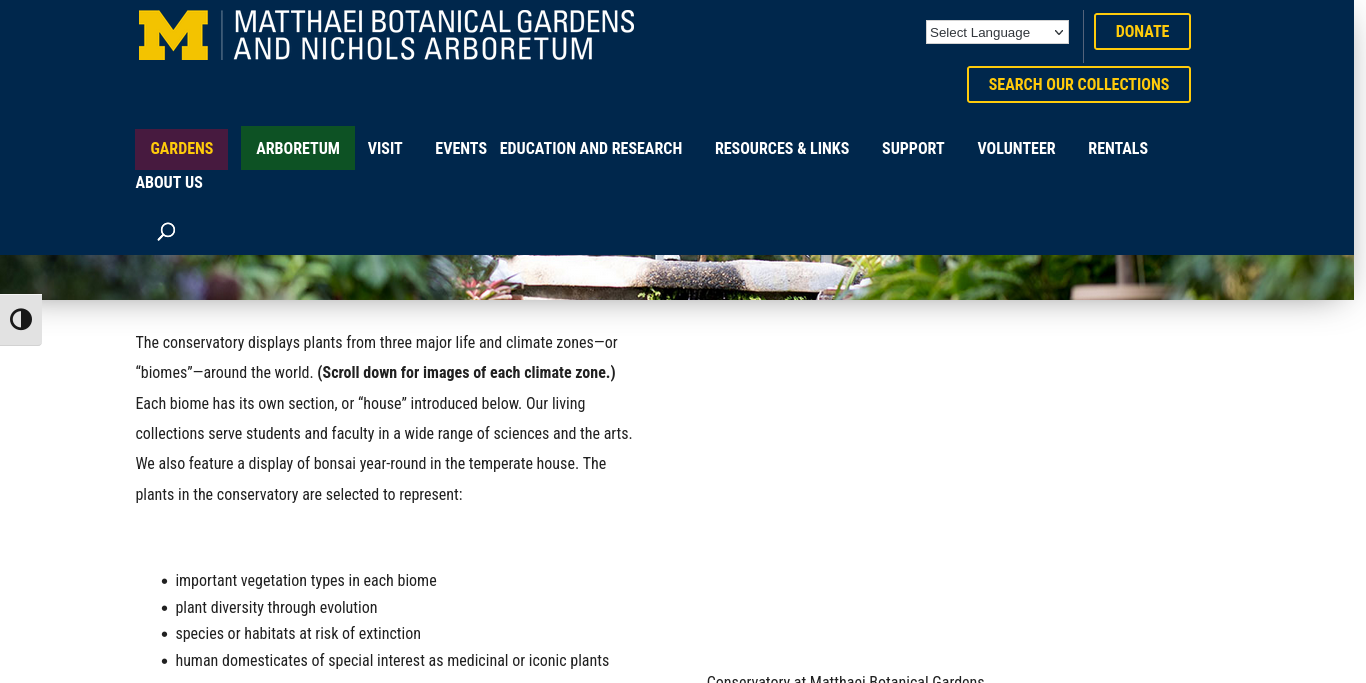 MATTHAEI BOTANICAL GARDENS
AND NICHOLS ARBORETUM
Select Language
DONATE
SEARCH OUR COLLECTIONS
GARDENS ARBORETUM VISIT EVENTS EDUCATION AND RESEARCH RESOURCES & LINKS SUPPORT VOLUNTEER RENTALS
ABOUT US
The conservatory displays plants from three major life and climate zones—or
“biomes”—around the world. (Scroll down for images of each climate zone.)
Each biome has its own section, or “house” introduced below. Our living
collections serve students and faculty in a wide range of sciences and the arts.
We also feature a display of bonsai year-round in the temperate house. The
plants in the conservatory are selected to represent:
• important vegetation types in each biome
• plant diversity through evolution
• species or habitats at risk of extinction
• human domesticates of special interest as medicinal or iconic plants
Conservatory at Matthaei Botanical Gardens